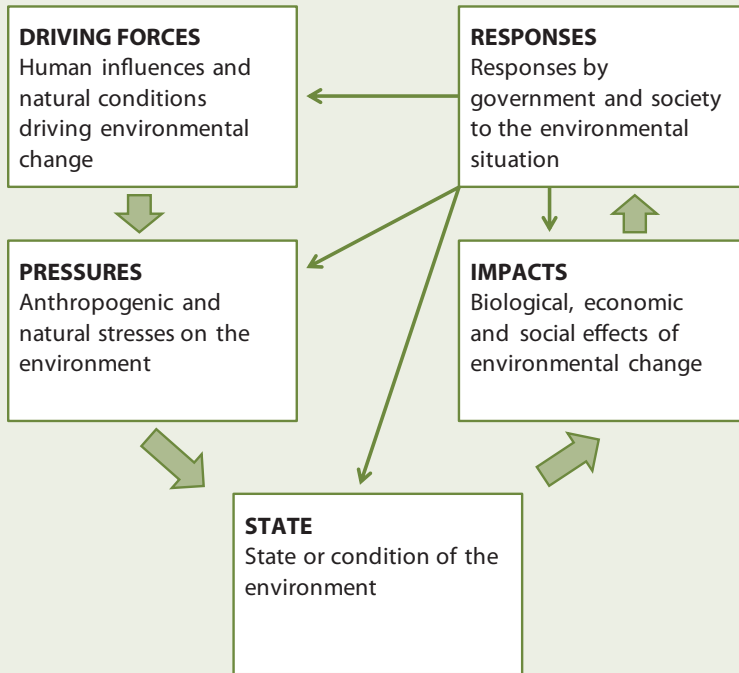 DRIVING FORCES
Human influences and
natural conditions
driving environmental
change
RESPONSES
Responses by
government and society
to the environmental
situation
PRESSURES
Anthropogenic and
natural stresses on the
environment
IMPACTS
Biological, economic
and social effects of
environmental change
STATE
State or condition of the
environment